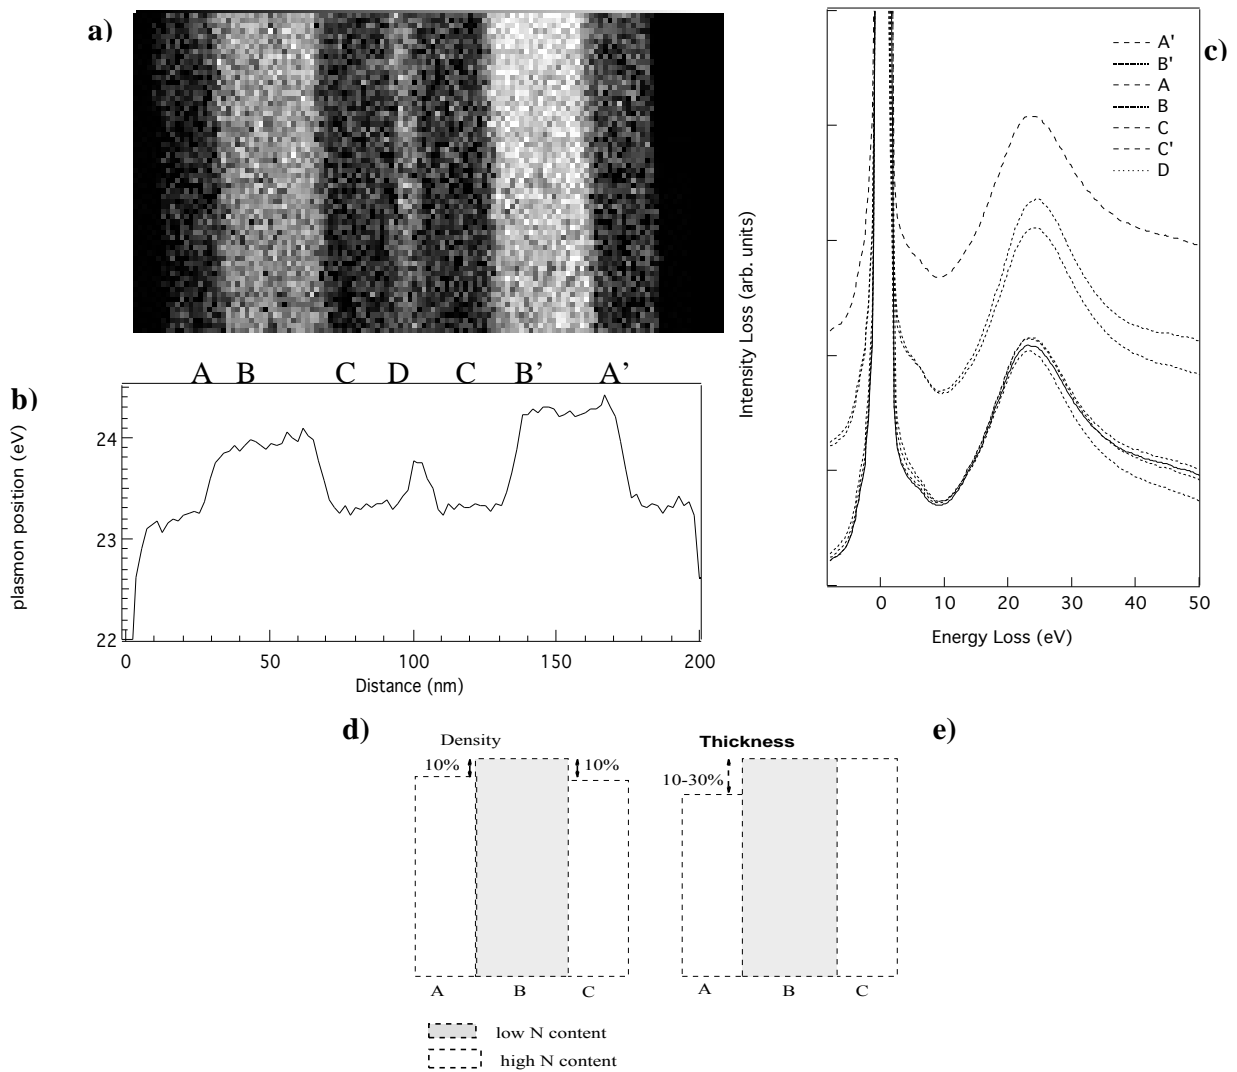 a)
A'
B'
A
B
C
C'
D
c)
Intensity Loss (arb. units)
0 10 20 30 40 50
Energy Loss (eV)
A B C D C B’ A’
b)
plasmon position (eV)
24
23
22
0 50 100 150 200
Distance (nm)
d)
Density
10% 10%
A B C
Thickness
e)
10-30%
A B C
low N content
high N content